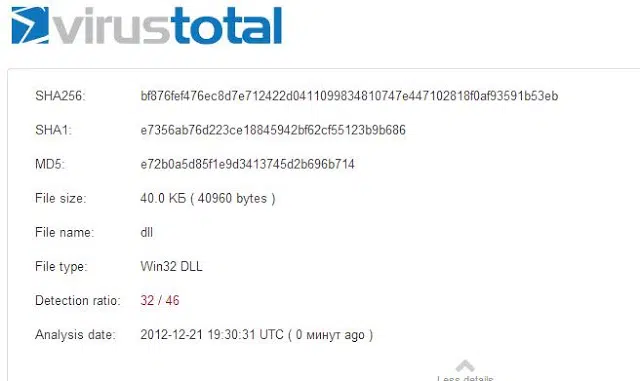 virustotal
SHA256: bf876fef476ec8d7e712422d0411099834810747e447102818f0af93591b53eb
SHA1: e7356ab76d223ce18845942bf62cf55123b9b686
MD5: e72b0a5d85f1e9d3413745d2b696b714
File size: 40.0 КБ ( 40960 bytes )
File name: dll
File type: Win32 DLL
Detection ratio: 32 / 46
Analysis date: 2012-12-21 19:30:31 UTC ( 0 минут ago )
Less details